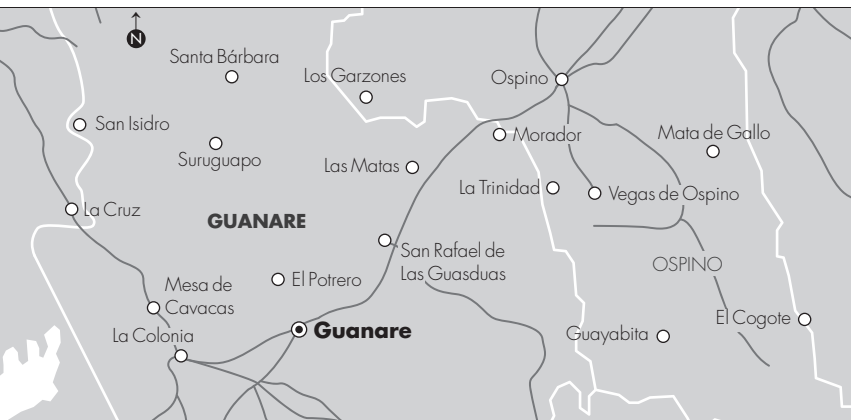 N
Santa Bárbara
Los Garzones
Ospino
San Isidro
Suruguapo
Morador
Mata de Gallo
Las Matas
La Trinidad
Vegas de Ospino
La Cruz
GUANARE
San Rafael de
Las Guasduas
OSPINO
Mesa de
Cavacas
El Potrero
La Colonia
Guanare
Guayabita
El Cogote